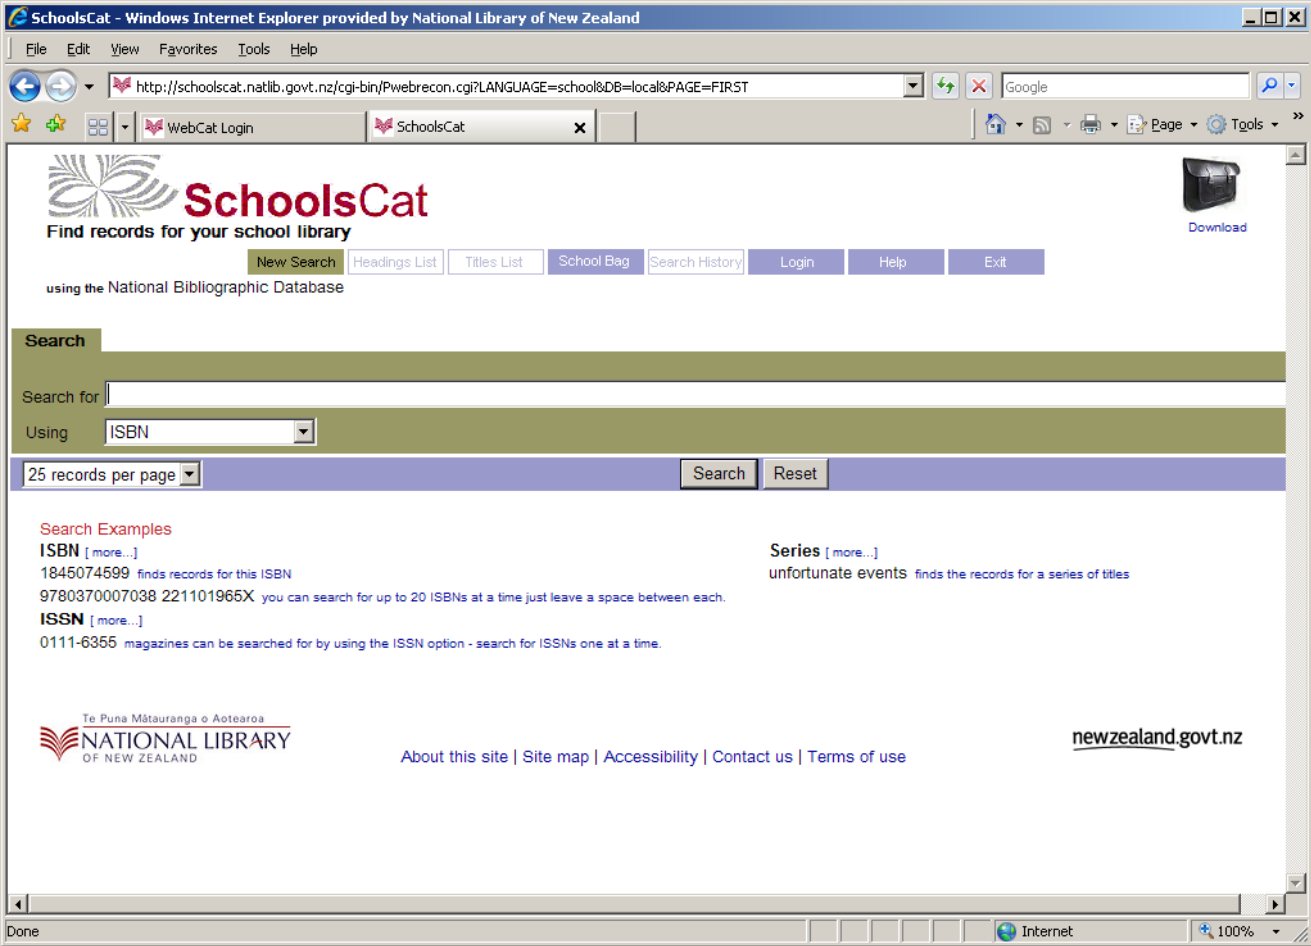 SchoolsCat - Windows Internet Explorer provided by National Library of New Zealand
File Edit View Favorites Tools Help
http://schoolscat.natlib.govt.nz/cgi-bin/Pwebrecon.cgi?LANGUAGE=school&DB=local&PAGE=FIRST Google
WebCat Login SchoolsCat Page Tools
SchoolsCat
Find records for your school library
Download
New Search Headings List Titles List School Bag Search History Login Help Exit
using the National Bibliographic Database
Search
Search for
Using ISBN
25 records per page Search Reset
Search Examples
ISBN [ more...] Series [ more...]
1845074599 finds records for this ISBN unfortunate events finds the records for a series of titles
9780370007038 221101965X you can search for up to 20 ISBNs at a time just leave a space between each.
ISSN [ more...]
0111-6355 magazines can be searched for by using the ISSN option - search for ISSNs one at a time.
Te Puna Mātauranga o Aotearoa
NATIONAL LIBRARY
OF NEW ZEALAND
About this site | Site map | Accessibility | Contact us | Terms of use
newzealand.govt.nz
Done Internet 100%